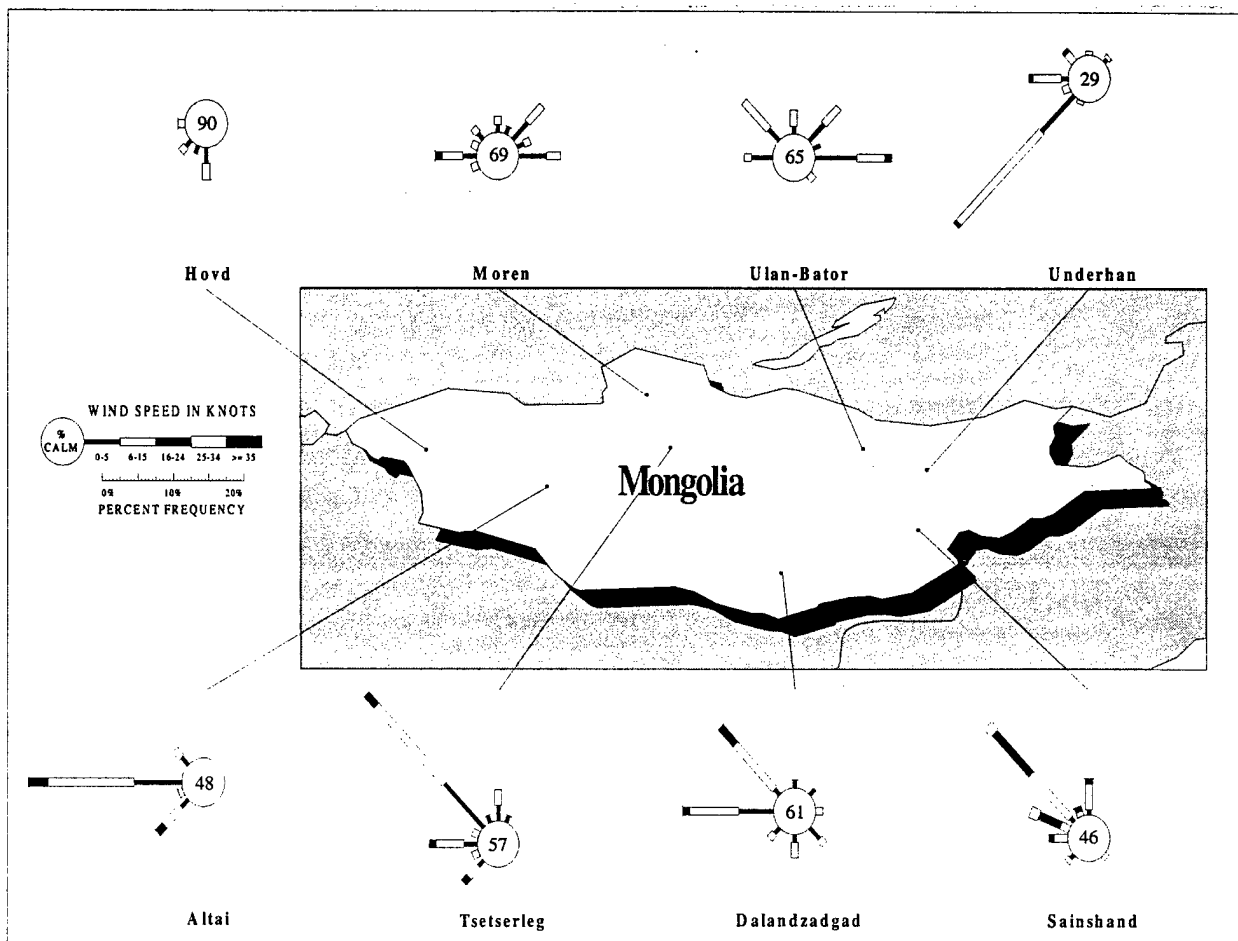 90
69
65
29
Hovd
Moren
Ulan-Bator
Underhan
WIND SPEED IN KNOTS
% CALM
0-5 6-15 16-24 25-34 >= 35
0% 10% 20%
PERCENT FREQUENCY
Mongolia
48
57
61
46
Altai
Tsetserleg
Dalandzadgad
Sainshand